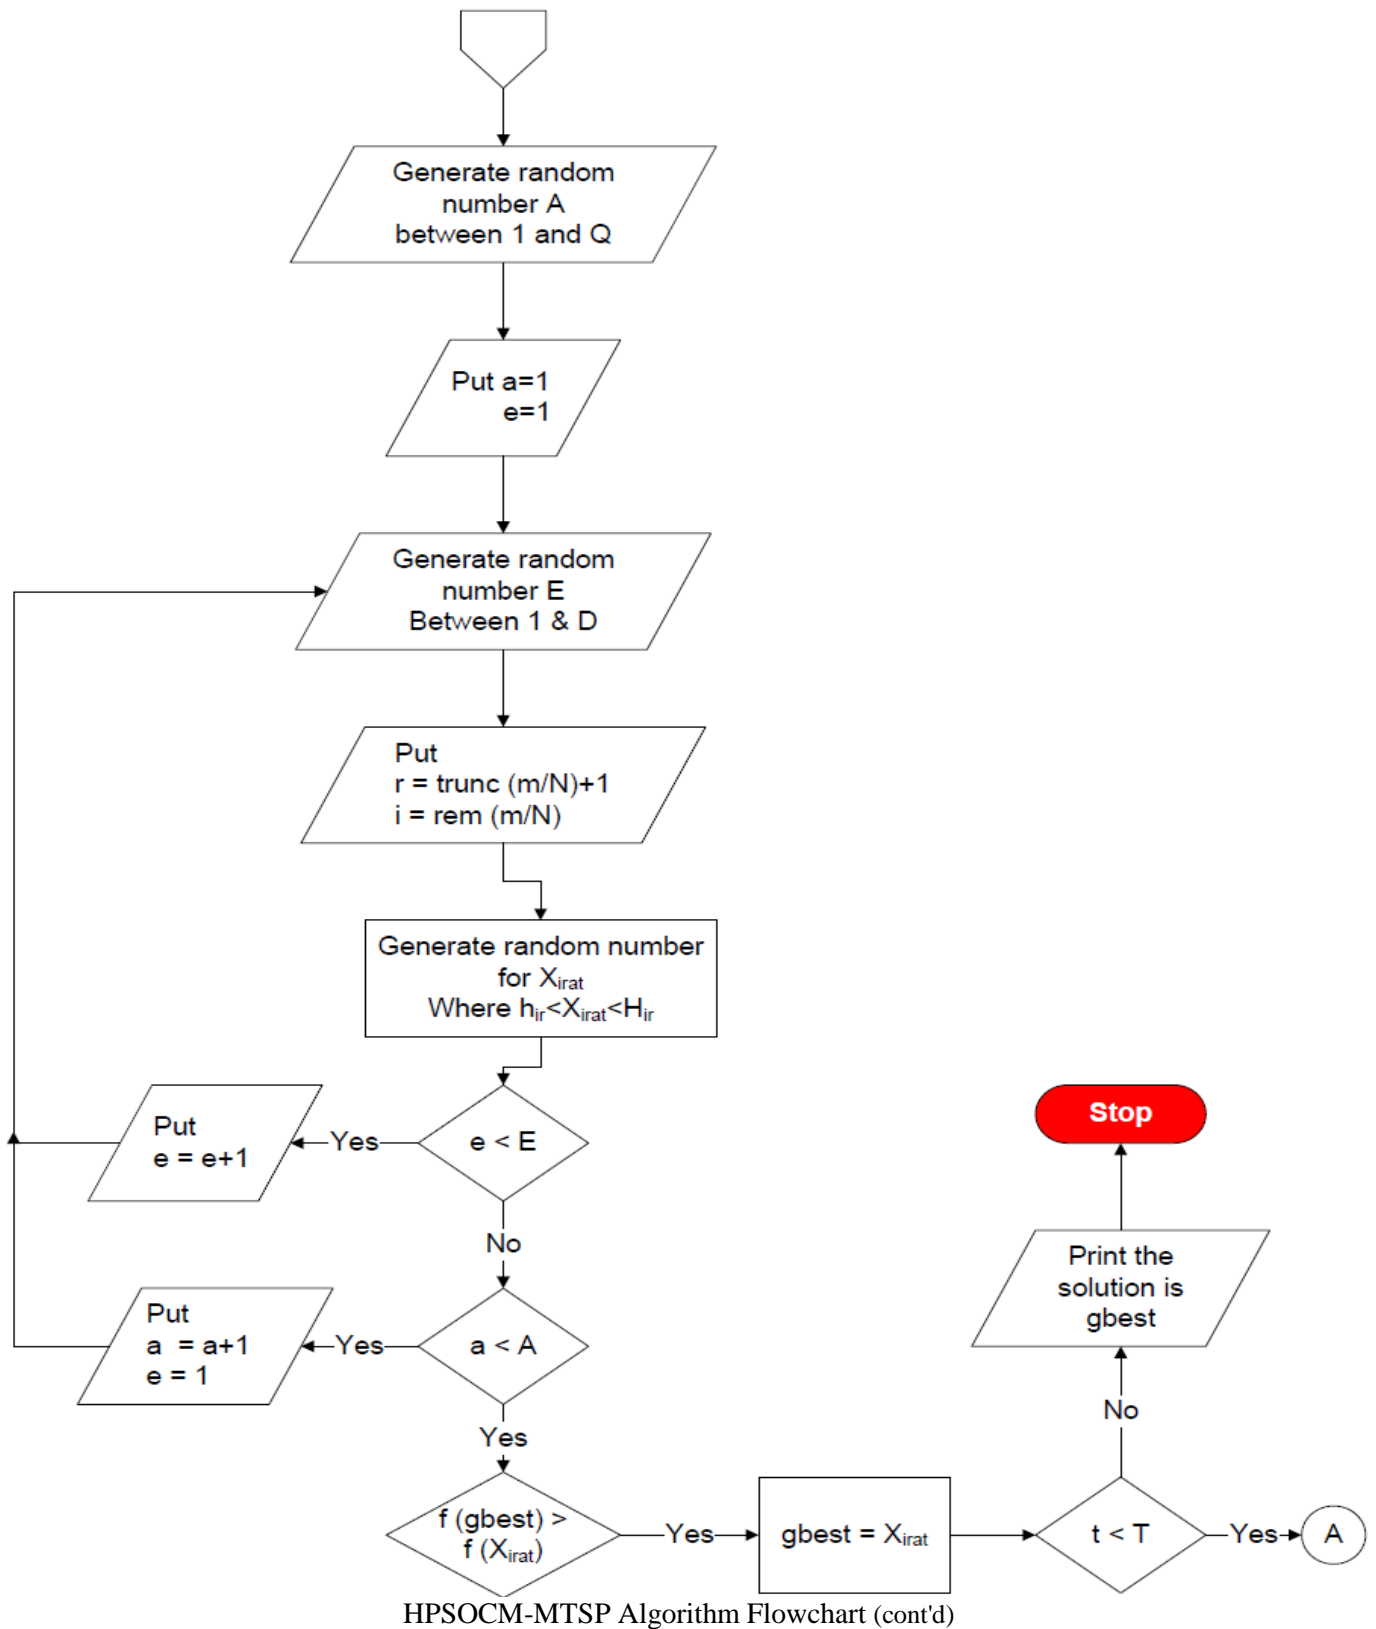 Generate random
number A
between 1 and Q
Put a=1
e=1
Generate random
number E
Between 1 & D
Put
r = trunc (m/N)+1
i = rem (m/N)
Generate random number
for Xirat
Where hir<Xirat<Hir
e < E
Yes
Put
e = e+1
No
a < A
Yes
Put
a = a+1
e = 1
Yes
f (gbest) >
f (Xirat)
Yes
gbest = Xirat
t < T
Yes
A
No
Print the
solution is
gbest
Stop
HPSOCM-MTSP Algorithm Flowchart (cont'd)